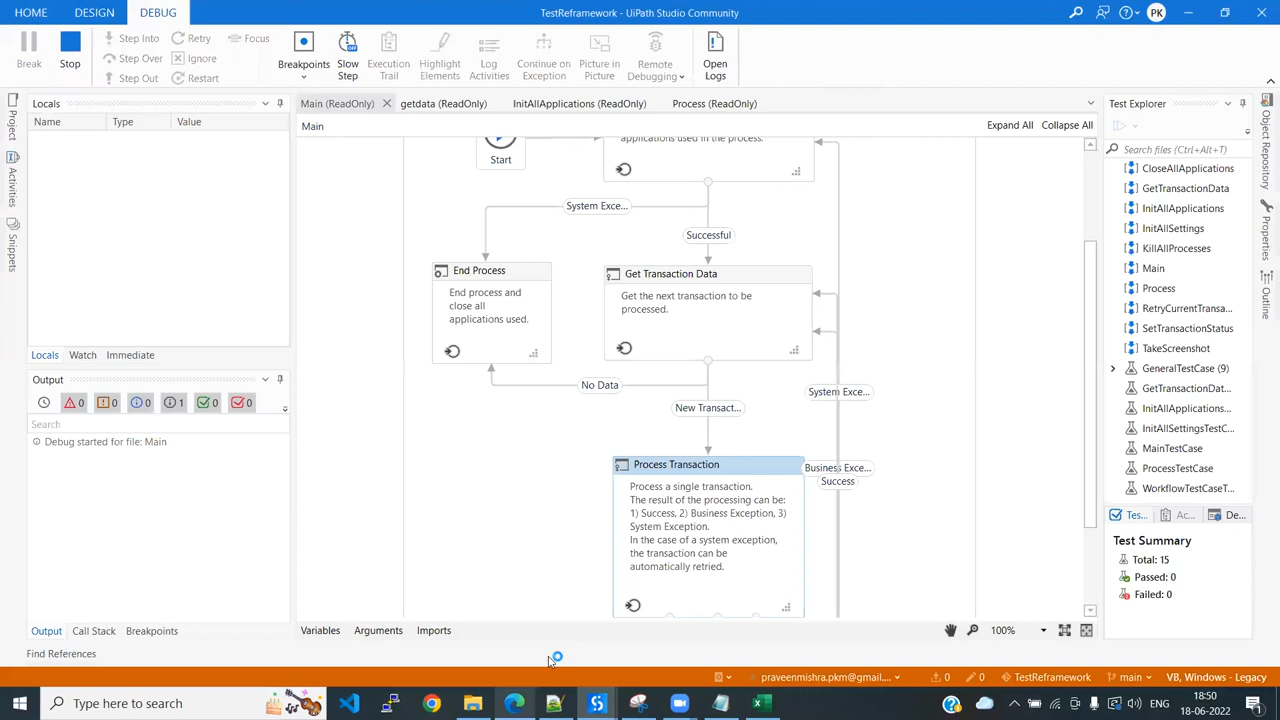 HOME
DESIGN
DEBUG
TestReframework - UiPath Studio Community
PK
Break
Stop
Step Into
Step Over
Step Out
Retry
Ignore
Restart
Focus
Breakpoints
Slow
Step
Execution
Trail
Highlight
Elements
Log
Activities
Continue on
Exception
Picture in
Picture
Remote
Debugging
Open
Logs
Project
Activities
Snippets
Locals
Name
Type
Value
Locals
Watch
Immediate
Output
0
0
0
1
0
0
Search
Debug started for file: Main
Output
Call Stack
Breakpoints
Find References
Main (ReadOnly)
getdata (ReadOnly)
InitAllApplications (ReadOnly)
Process (ReadOnly)
Main
Expand All
Collapse All
Start
applications used in the process.
System Exce...
Successful
End Process
End process and
close all
applications used.
Get Transaction Data
Get the next transaction to be
processed.
No Data
New Transact...
System Exce...
Business Exce...
Success
Process Transaction
Process a single transaction.
The result of the processing can be:
1) Success, 2) Business Exception, 3)
System Exception.
In the case of a system exception,
the transaction can be
automatically retried.
Variables
Arguments
Imports
100%
Test Explorer
Search files (Ctrl+Alt+T)
CloseAllApplications
GetTransactionData
InitAllApplications
InitAllSettings
KillAllProcesses
Main
Process
RetryCurrentTransa...
SetTransactionStatus
TakeScreenshot
GeneralTestCase (9)
GetTransactionDat...
InitAllApplications...
InitAllSettingsTestC...
MainTestCase
ProcessTestCase
WorkflowTestCaseT...
Tes...
Ac...
De...
Test Summary
Total: 15
Passed: 0
Failed: 0
Object Repository
Properties
Outline
praveenmishra.pkm@gmail....
0
0
TestReframework
main
VB, Windows - Legacy
Type here to search
18:50
18-06-2022